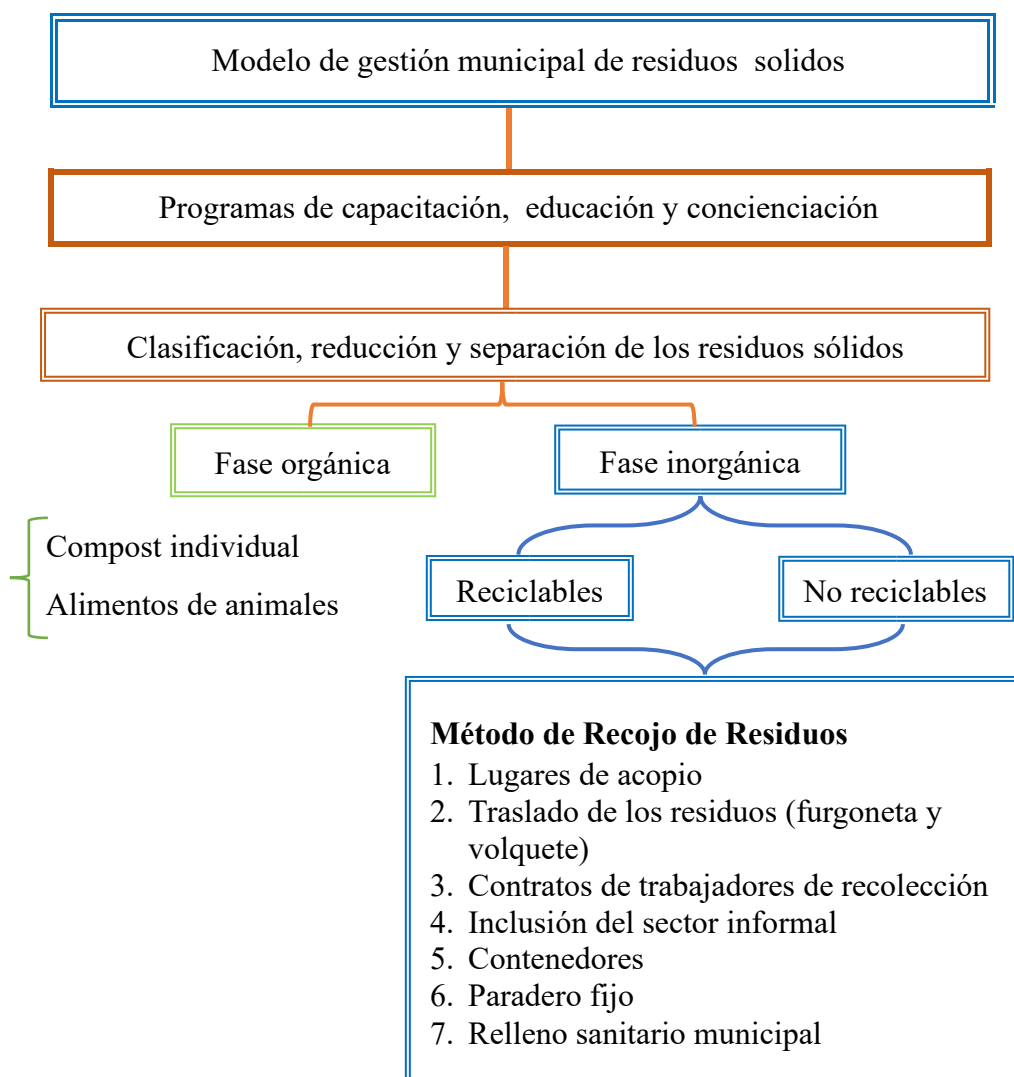 Modelo de gestión municipal de residuos solidos
Programas de capacitación, educación y concienciación
Clasificación, reducción y separación de los residuos sólidos
Fase orgánica
Fase inorgánica
Compost individual
Alimentos de animales
Reciclables
No reciclables
Método de Recojo de Residuos
1. Lugares de acopio
2. Traslado de los residuos (furgoneta y
volquete)
3. Contratos de trabajadores de recolección
4. Inclusión del sector informal
5. Contenedores
6. Paradero fijo
7. Relleno sanitario municipal